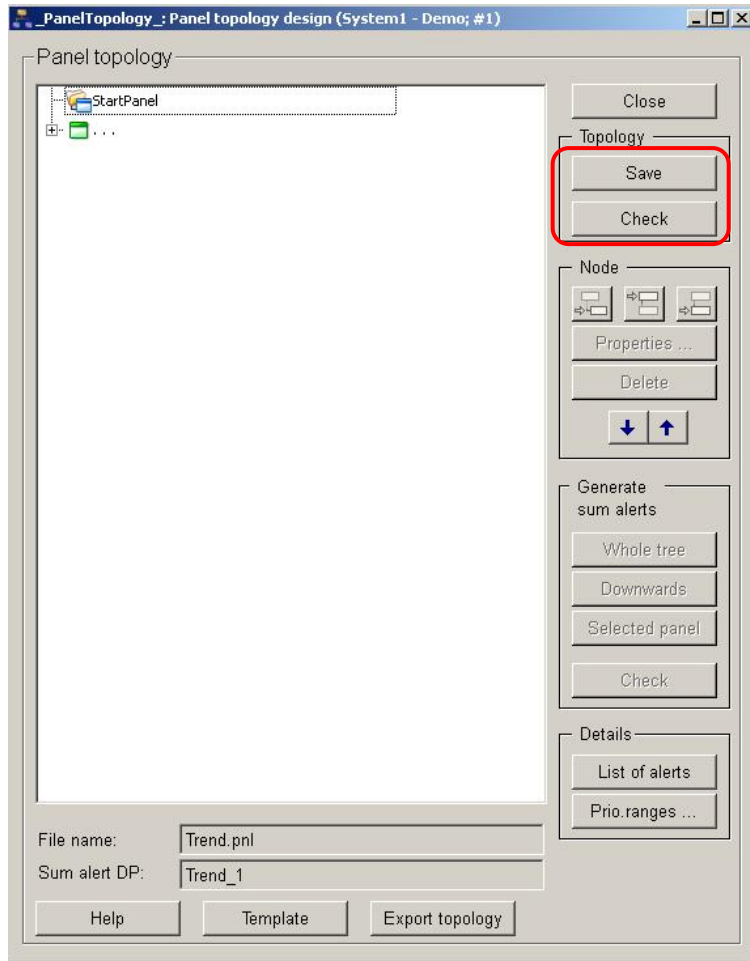 _PanelTopology_: Panel topology design (System1 - Demo; #1)
Panel topology
StartPanel
...
Close
Topology
Save
Check
Node
Properties ...
Delete
Generate
sum alerts
Whole tree
Downwards
Selected panel
Check
Details
List of alerts
Prio.ranges ...
File name: Trend.pnl
Sum alert DP: Trend_1
Help Template Export topology